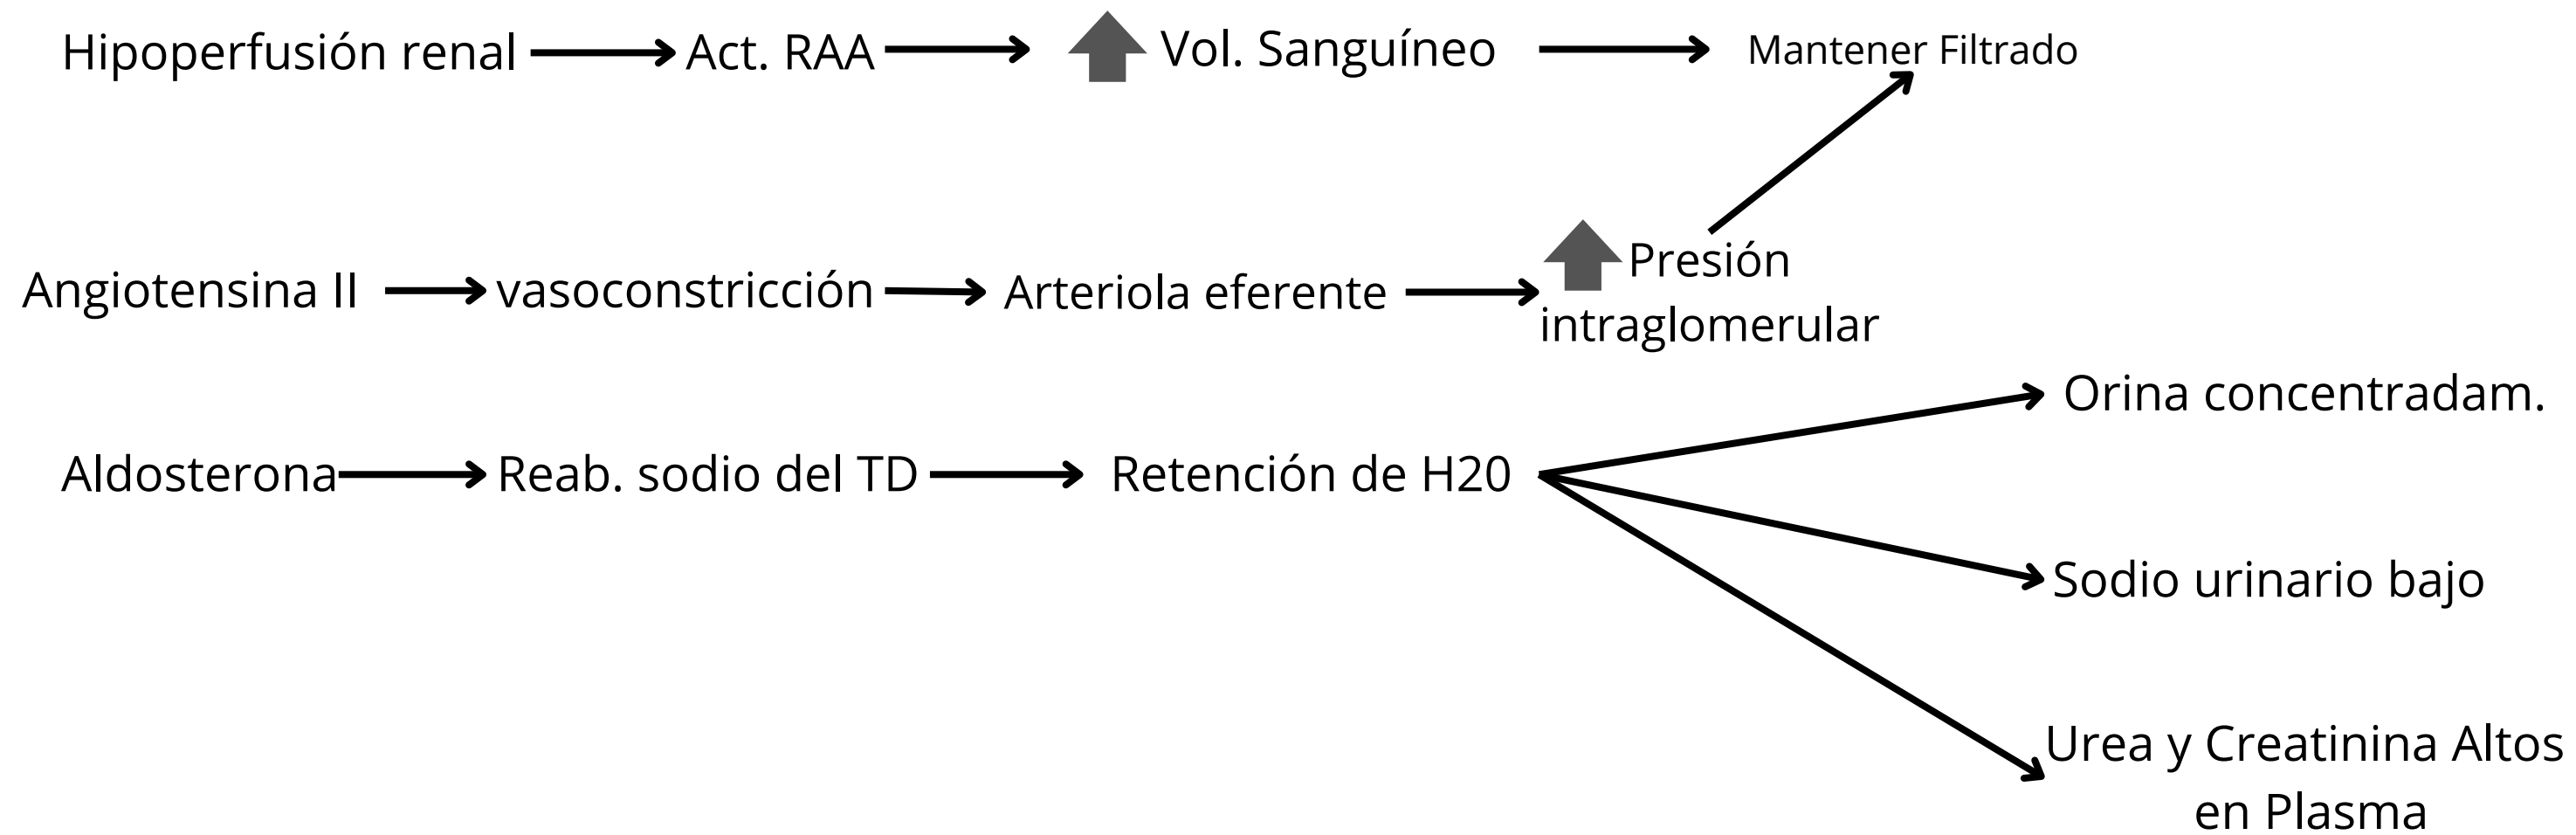 Hipoperfusión renal
Act. RAA
Vol. Sanguíneo
Mantener Filtrado
Angiotensina II
vasoconstricción
Arteriola eferente
Presión
intraglomerular
Aldosterona
Reab. sodio del TD
Retención de H20
Orina concentradam.
Sodio urinario bajo
Urea y Creatinina Altos
en Plasma